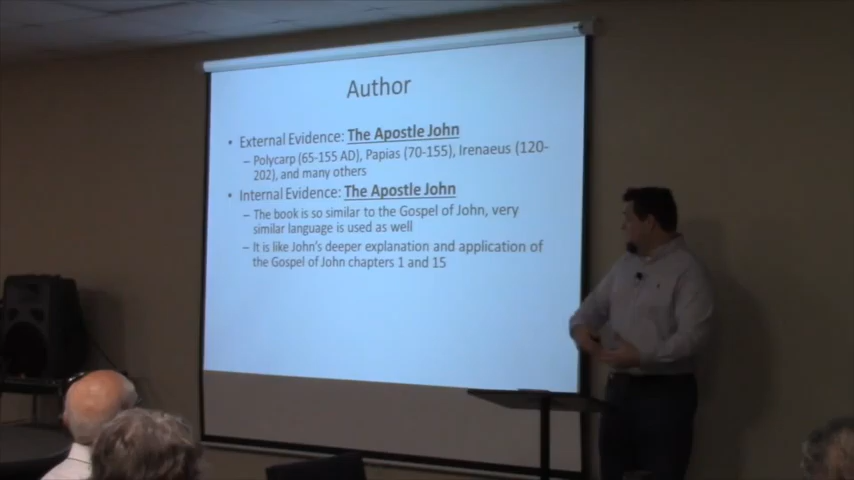 Author
• External Evidence: The Apostle John
– Polycarp (65-155 AD), Papias (70-155), Irenaeus (120-
202), and many others
• Internal Evidence: The Apostle John
– The book is so similar to the Gospel of John, very
similar language is used as well
– It is like John's deeper explanation and application of
the Gospel of John chapters 1 and 15